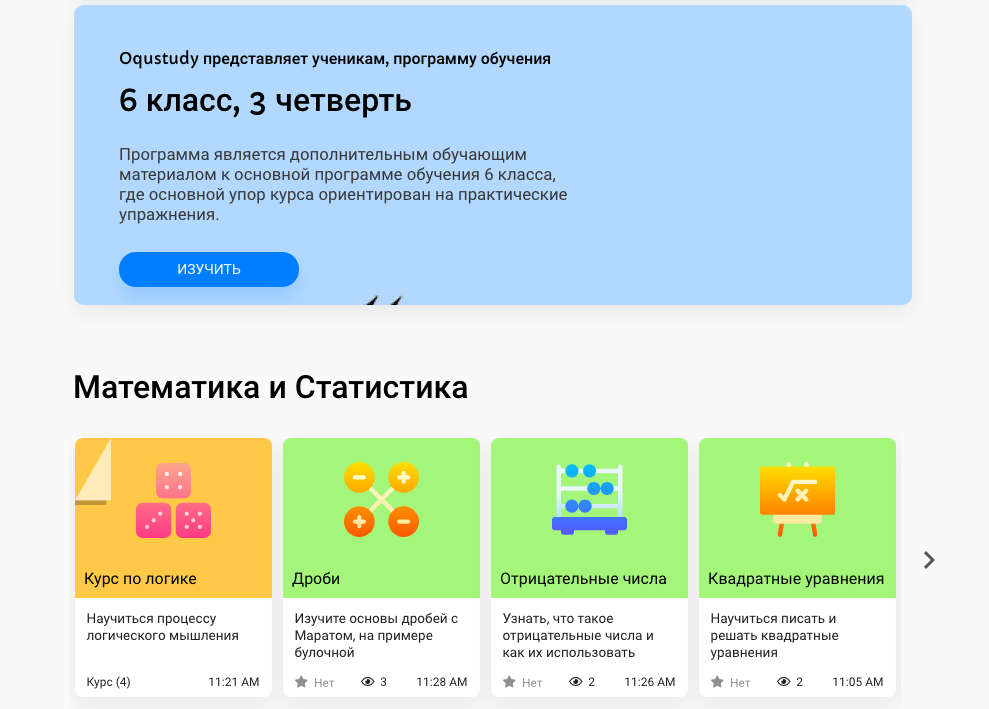 Oqustudy представляет ученикам, программу обучения
6 класс, 3 четверть
Программа является дополнительным обучающим
материалом к основной программе обучения 6 класса,
где основной упор курса ориентирован на практические
упражнения.
ИЗУЧИТЬ
Математика и Статистика
Курс по логике
Научиться процессу
логического мышления
Курс (4) 11:21 AM
Дроби
Изучите основы дробей с
Маратом, на примере
булочной
Нет 3 11:28 AM
Отрицательные числа
Узнать, что такое
отрицательные числа и
как их использовать
Нет 2 11:26 AM
Квадратные уравнения
Научиться писать и
решать квадратные
уравнения
Нет 2 11:05 AM